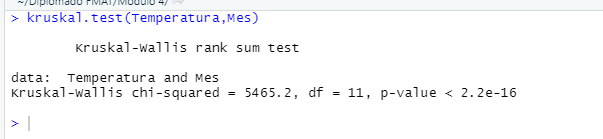 ~/Diplomado FMAT/Modulo 4/
> kruskal.test(Temperatura,Mes)
Kruskal-Wallis rank sum test
data:  Temperatura and Mes
Kruskal-Wallis chi-squared = 5465.2, df = 11, p-value < 2.2e-16
>